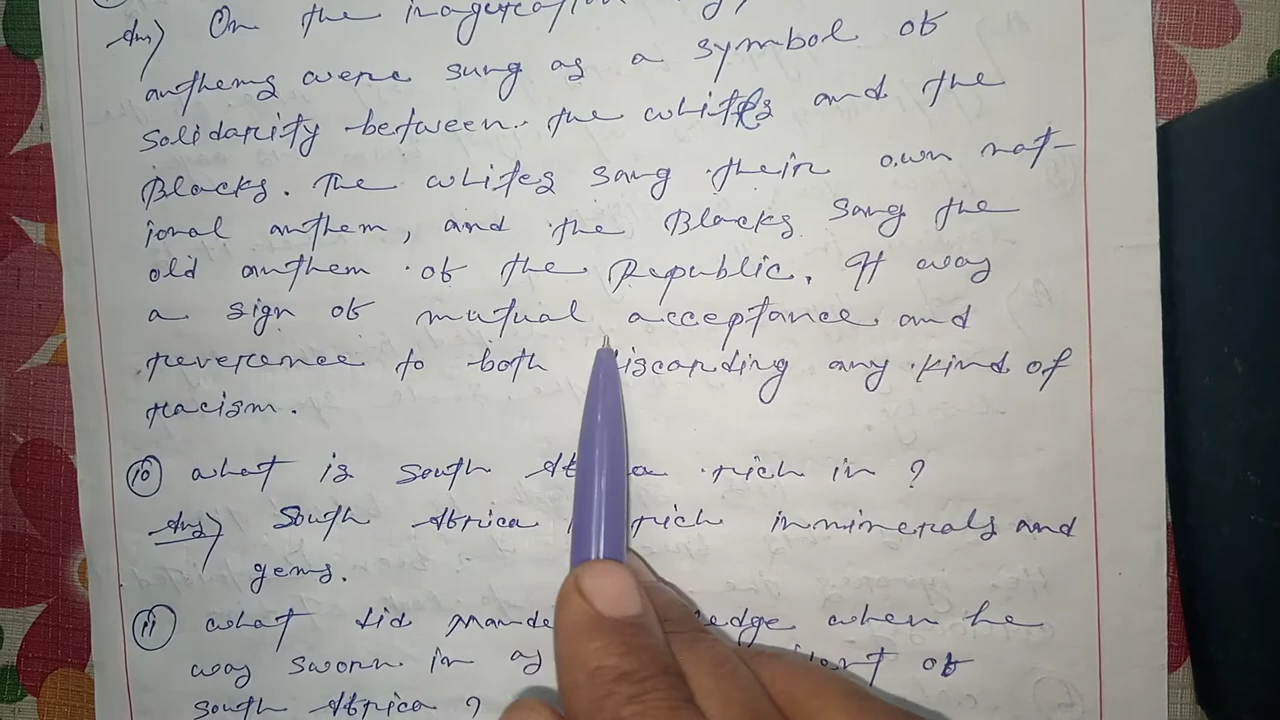 Ans) On the
anthems were sung as a symbol of
solidarity between the whites and the
Blacks. The whites sang their own nat-
ional anthem, and the Blacks sang the
old anthem of the Republic. It was
a sign of mutual acceptance and
reverence to both discarding any kind of
racism.
10 what is South rich in ?
Ans) South Africa rich in minerals and
gems.
11 what did when he
was sworn in as of
South Africa ?